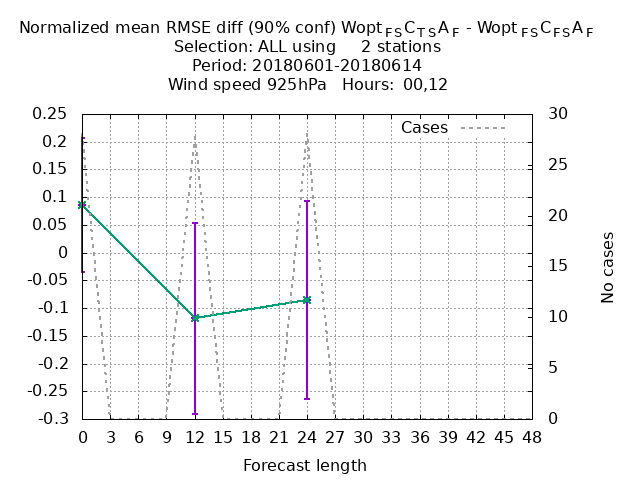 Normalized mean RMSE diff (90% conf) Wopt FS C TS A F - Wopt FS C FS A F
Selection: ALL using 2 stations
Period: 20180601-20180614
Wind speed 925hPa Hours: 00,12
Cases
0.25
0.2
0.15
0.1
0.05
0
-0.05
-0.1
-0.15
-0.2
-0.25
-0.3
30
25
20
15
10
5
0
No cases
0 3 6 9 12 15 18 21 24 27 30 33 36 39 42 45 48
Forecast length